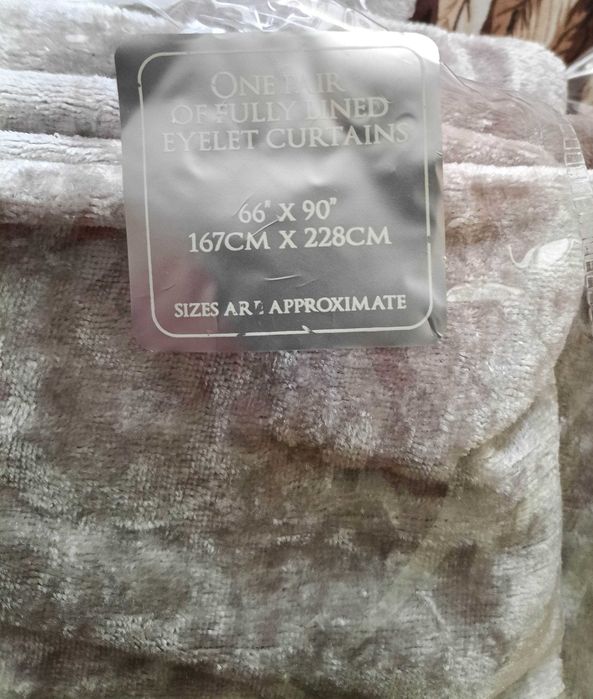 ONE PAIR
OF FULLY LINED
EYELET CURTAINS
66" X 90"
167CM X 228CM
SIZES ARE APPROXIMATE